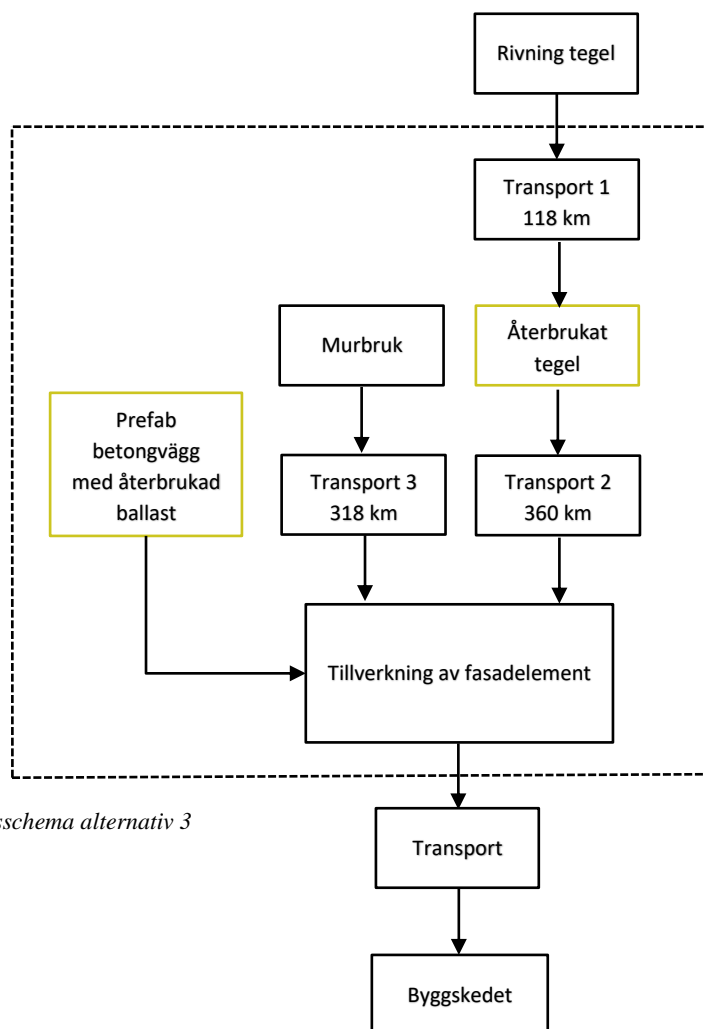 Rivning tegel
Transport 1
118 km
Murbruk
Återbrukat
tegel
Prefab
betongvägg
med återbrukad
ballast
Transport 3
318 km
Transport 2
360 km
Tillverkning av fasadelement
sschema alternativ 3
Transport
Byggskedet